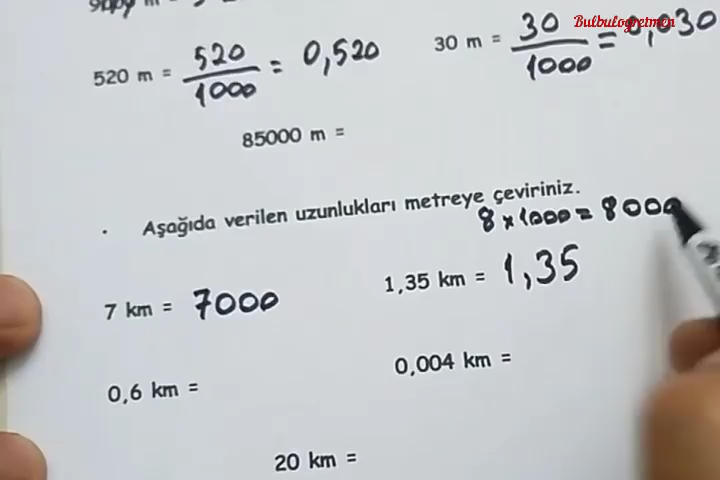 Bulbulogretmen
520 m = 520/1000 = 0,520
30 m = 30/1000 = 0,030
85000 m =
. Aşağıda verilen uzunlukları metreye çeviriniz.
8 x 1000 = 8000
7 km = 7000
1,35 km = 1,35
0,6 km =
0,004 km =
20 km =